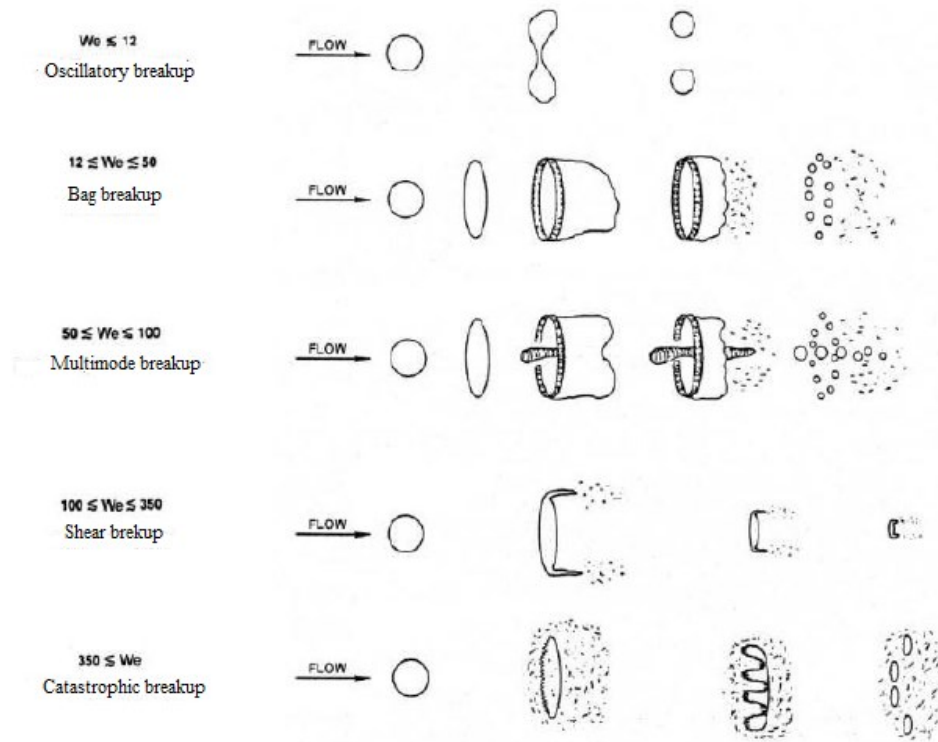 We ≤ 12
Oscillatory breakup
FLOW
12 ≤ We ≤ 50
Bag breakup
FLOW
50 ≤ We ≤ 100
Multimode breakup
FLOW
100 ≤ We ≤ 350
Shear brekup
FLOW
350 ≤ We
Catastrophic breakup
FLOW